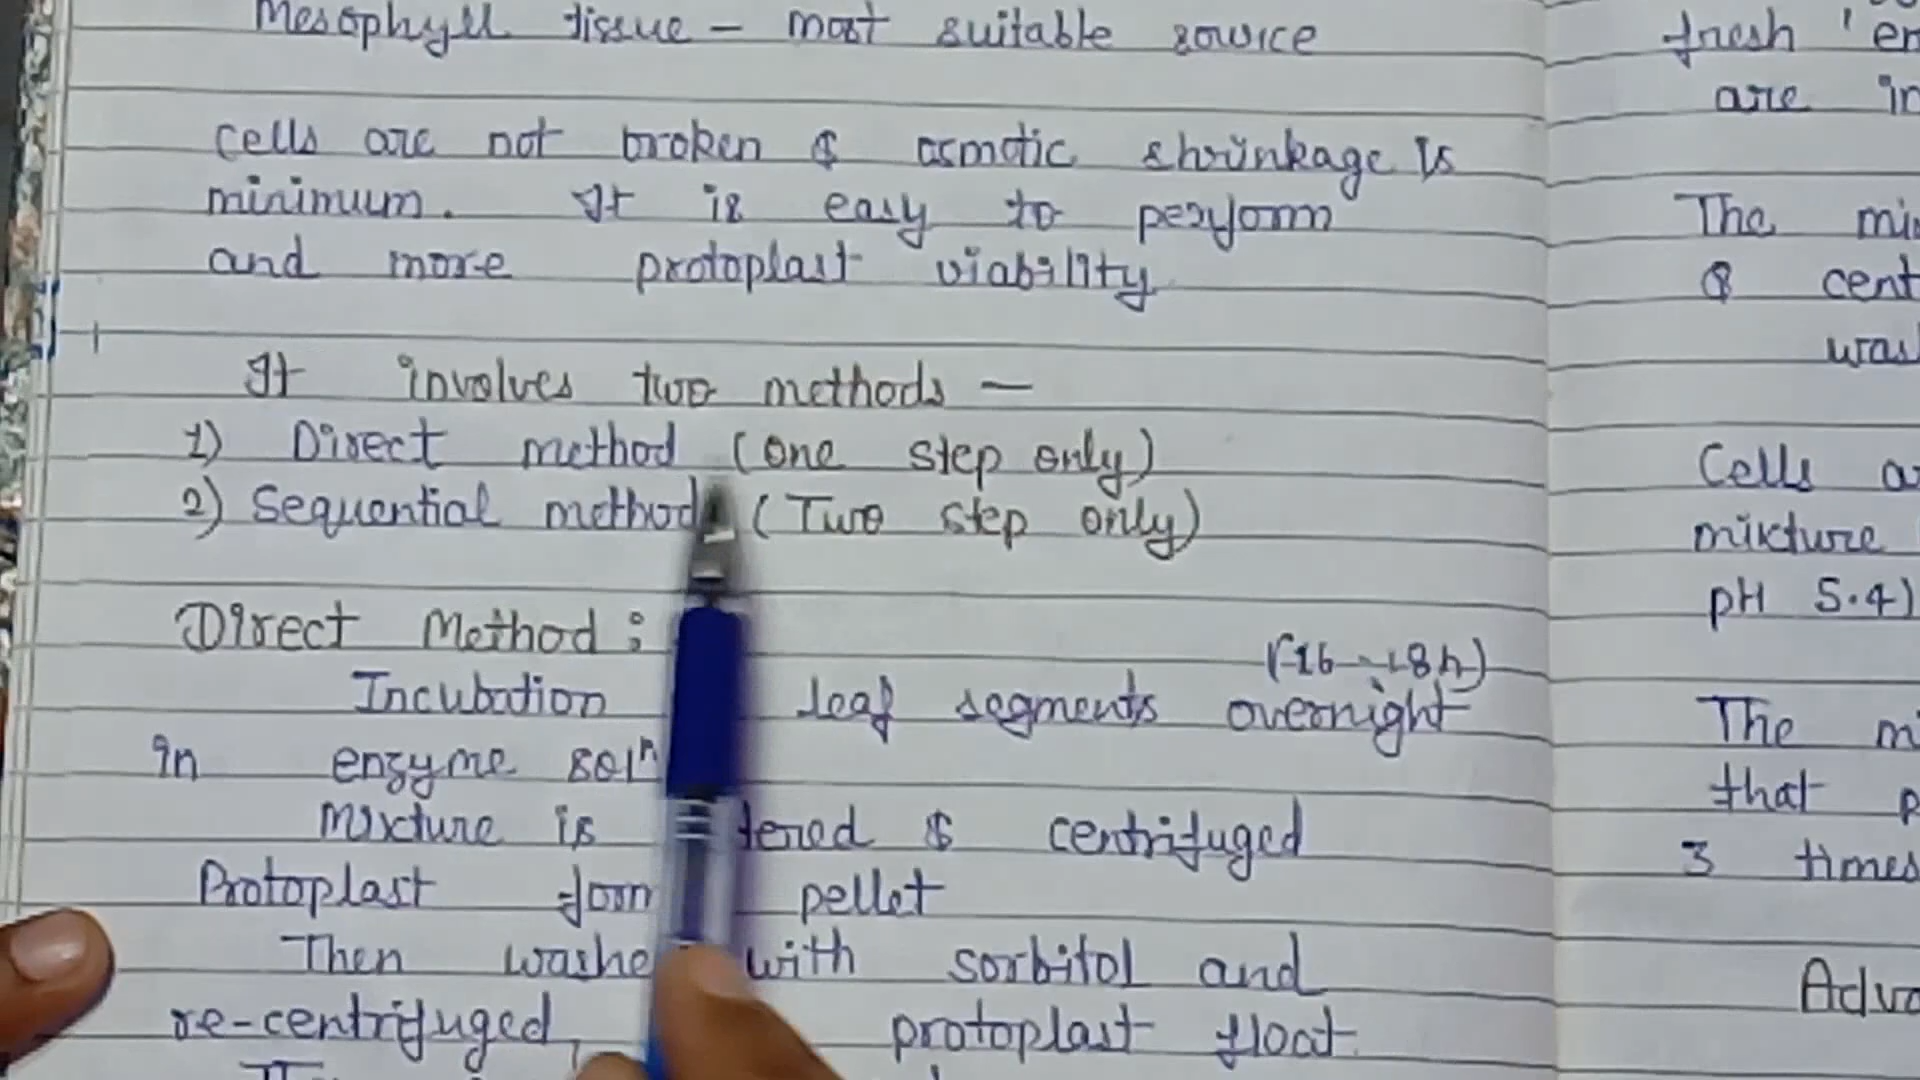 Mesophyll tissue – most suitable source
cells are not broken & osmotic shrinkage is
minimum. It is easy to perform
and more protoplast viability
It involves two methods –
1) Direct method (one step only)
2) Sequential method (Two step only)
Direct Method :
(16-18h)
Incubation leaf segments overnight
in enzyme solⁿ
Mixture is tered & centrifuged
Protoplast form pellet
Then washe with sorbitol and
re-centrifuged, protoplast float
fresh 'en
are in
The mi
& cent
was
Cells a
mixture
pH 5.4)
The m
that p
3 times
Adva